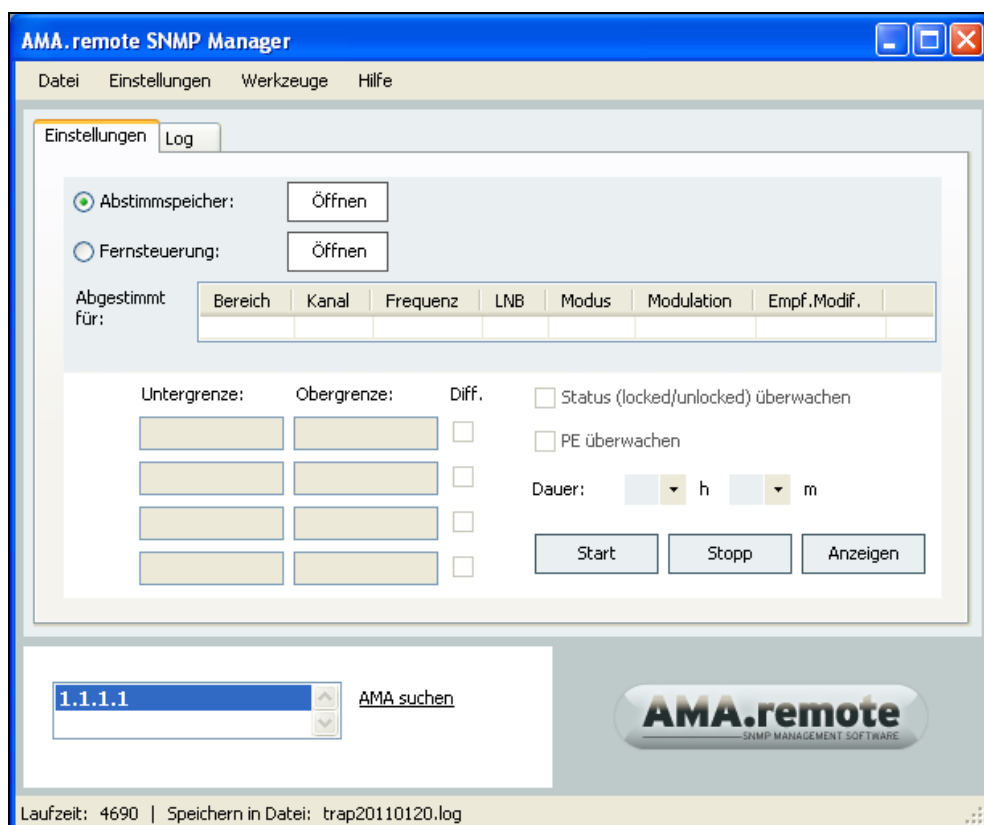 AMA.remote SNMP Manager
Datei Einstellungen Werkzeuge Hilfe
Einstellungen Log
Abstimmspeicher: Öffnen
Fernsteuerung: Öffnen
Abgestimmt für: Bereich Kanal Frequenz LNB Modus Modulation Empf.Modif.
Untergrenze: Obergrenze: Diff. Status (locked/unlocked) überwachen
PE überwachen
Dauer: h m
Start Stopp Anzeigen
1.1.1.1 AMA suchen
AMA.remote
SNMP MANAGEMENT SOFTWARE
Laufzeit: 4690 | Speichern in Datei: trap20110120.log